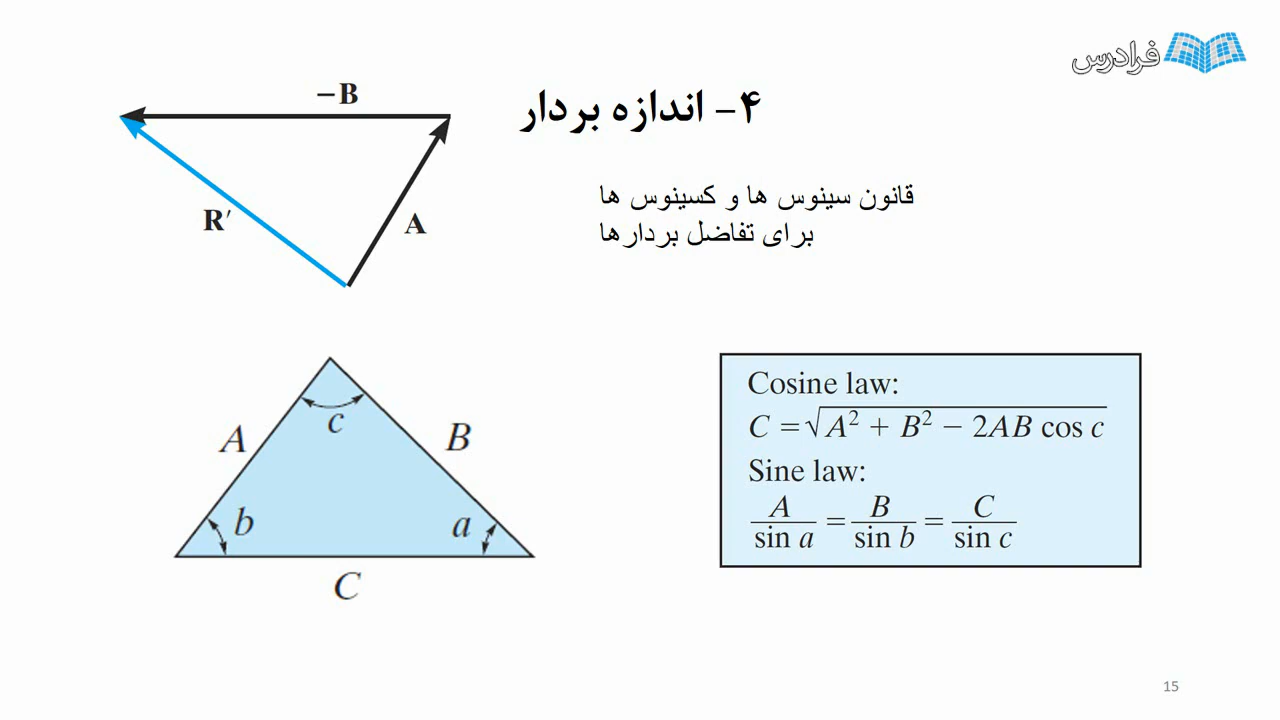 فرادرس
۴- اندازه بردار
قانون سینوس ها و کسینوس ها
برای تفاضل بردارها
−B
R′
A
A
B
C
c
b
a
Cosine law:
C = √A² + B² − 2AB cos c
Sine law:
A/sin a = B/sin b = C/sin c
15